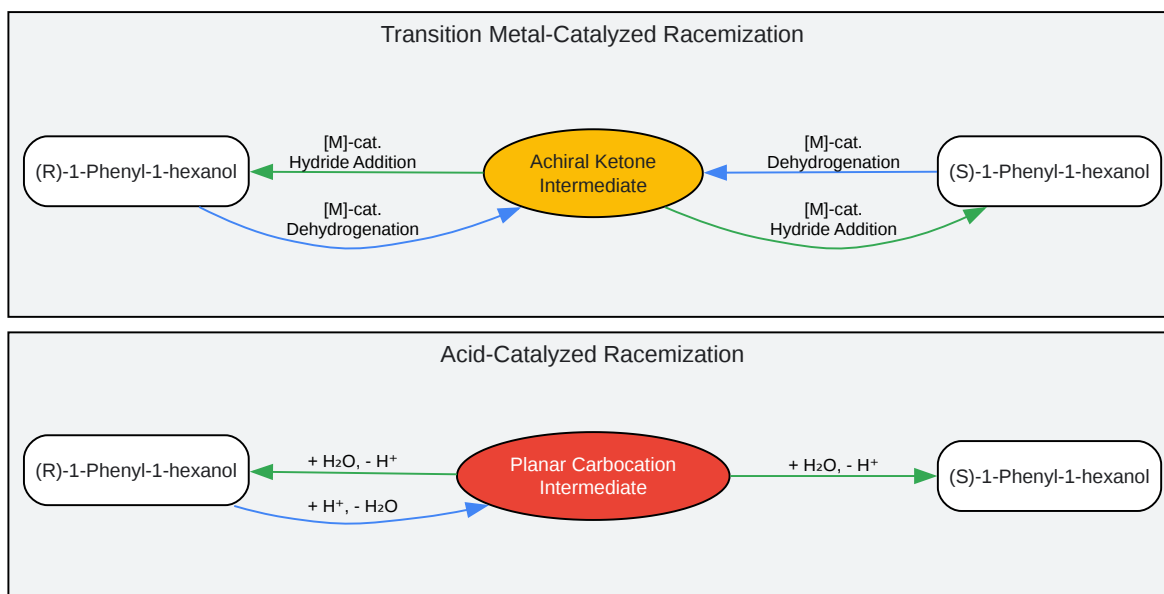 Transition Metal-Catalyzed Racemization
(R)-1-Phenyl-1-hexanol
[M]-cat.
Hydride Addition
[M]-cat.
Dehydrogenation
Achiral Ketone
Intermediate
[M]-cat.
Dehydrogenation
[M]-cat.
Hydride Addition
(S)-1-Phenyl-1-hexanol
Acid-Catalyzed Racemization
(R)-1-Phenyl-1-hexanol
+ H₂O, - H⁺
+ H⁺, - H₂O
Planar Carbocation
Intermediate
+ H₂O, - H⁺
(S)-1-Phenyl-1-hexanol